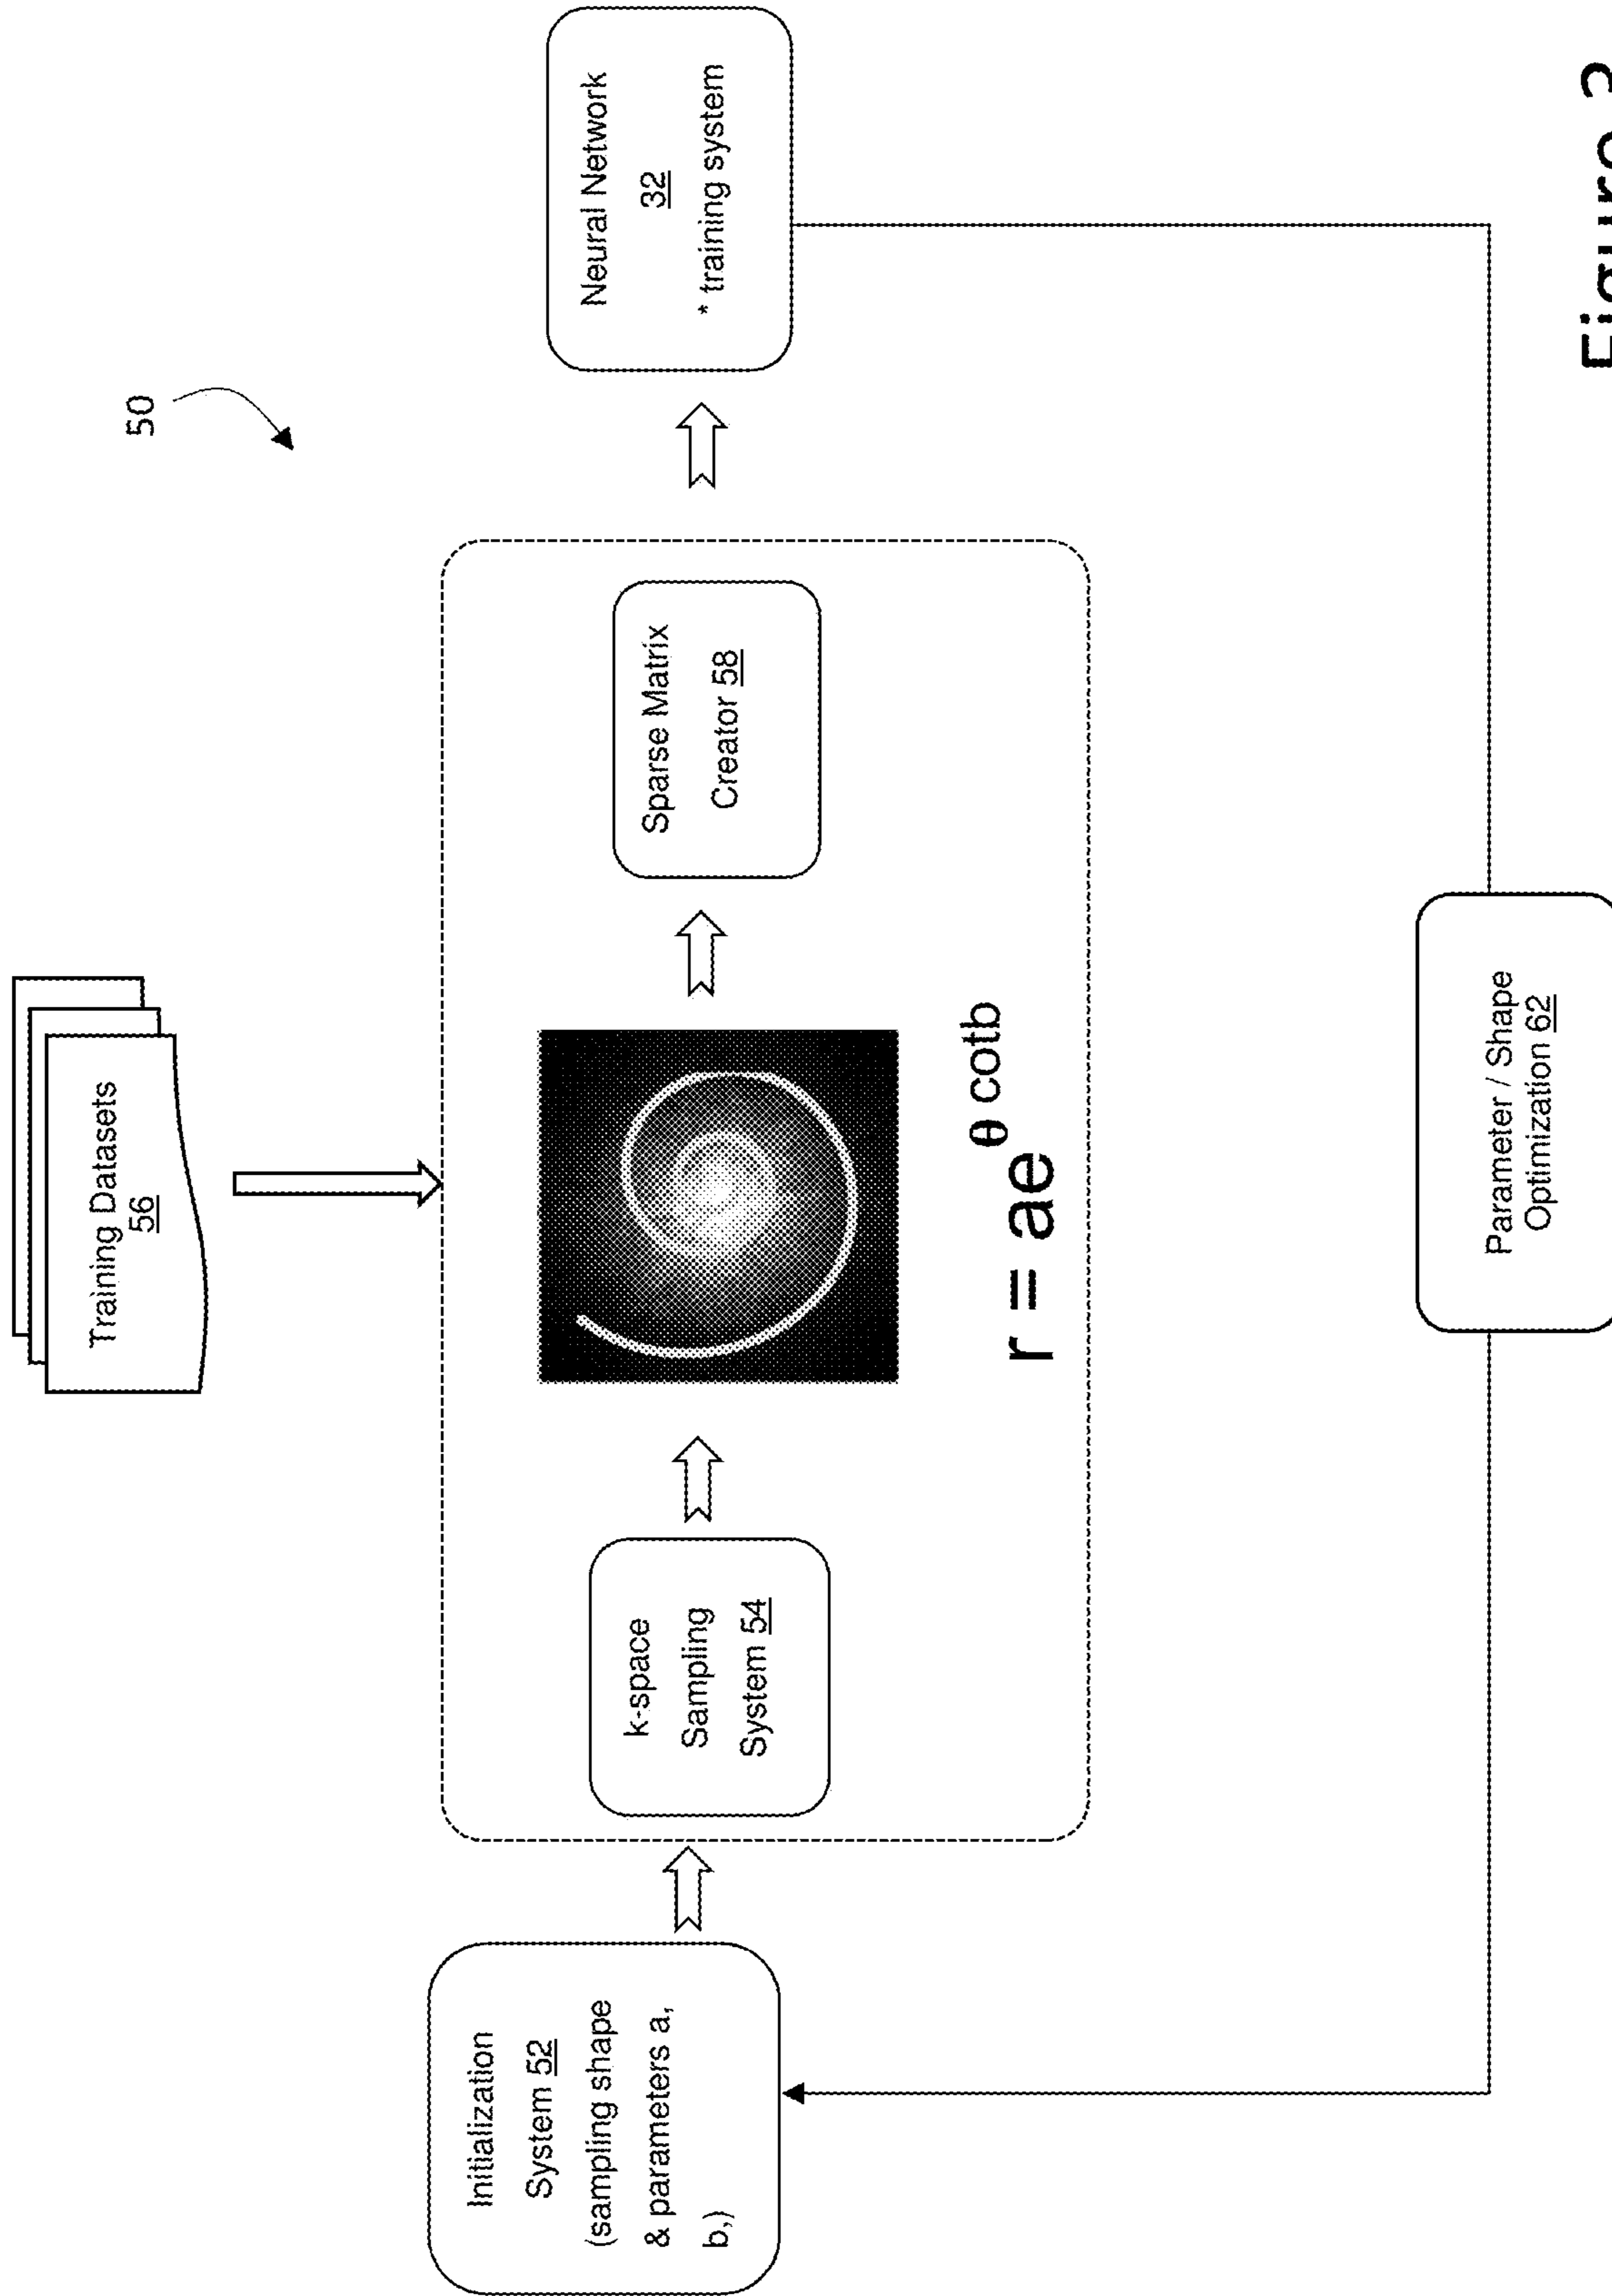 Training Datasets
56
50
Initialization
System 52
(sampling shape
& parameters a,
b,)
k-space
Sampling
System 54
r = ae^θ cotb
Sparse Matrix
Creator 58
Neural Network
32
* training system
Parameter / Shape
Optimization 62
Figure 3